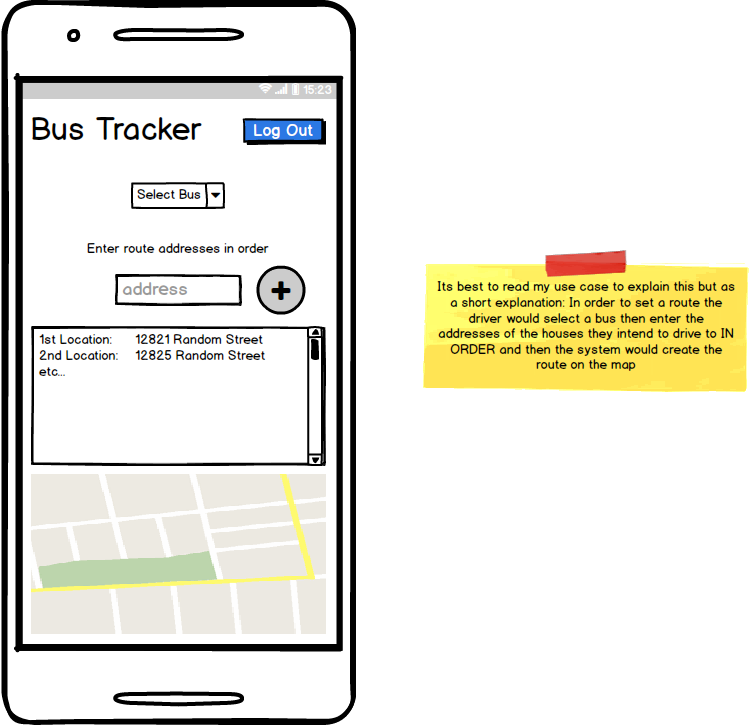 15:23
Bus Tracker
Log Out
Select Bus
Enter route addresses in order
address
1st Location: 12821 Random Street
2nd Location: 12825 Random Street
etc...
Its best to read my use case to explain this but as
a short explanation: In order to set a route the
driver would select a bus then enter the
addresses of the houses they intend to drive to IN
ORDER and then the system would create the
route on the map